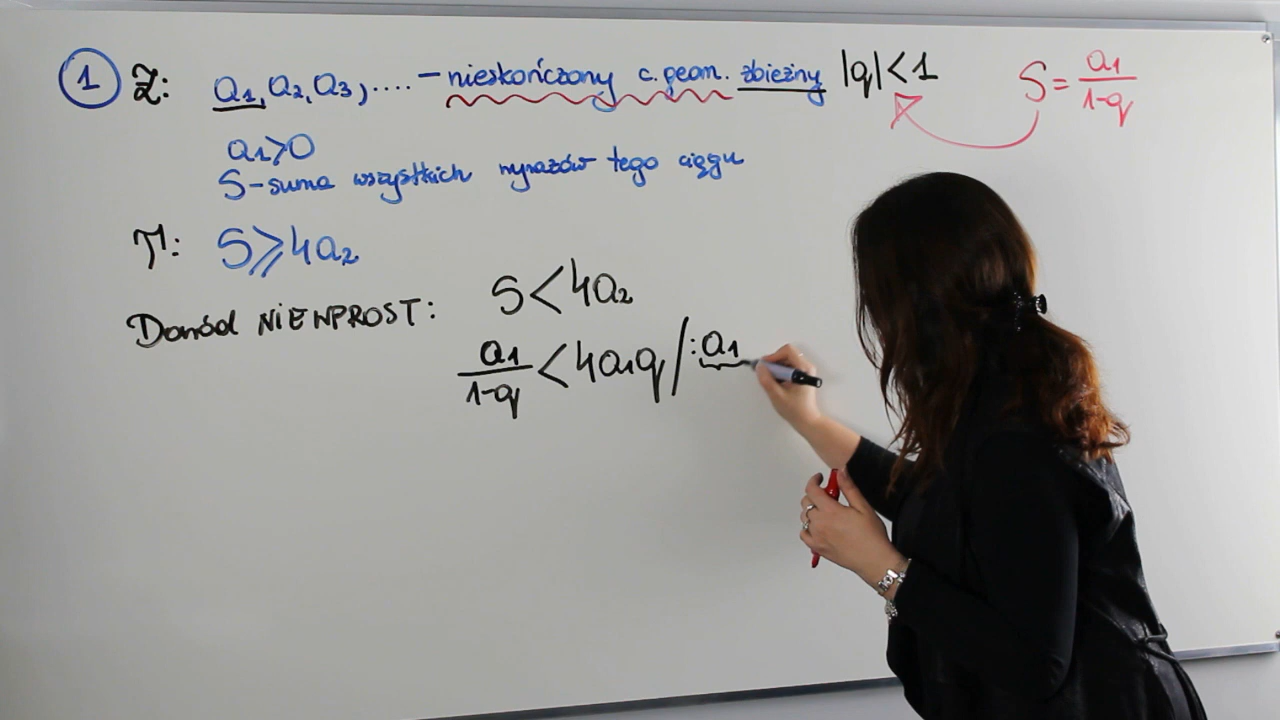 1 Z: a₁, a₂, a₃, .... – nieskończony c. geom. zbieżny |q| < 1 S = a₁/(1-q)
a₁>0
S – suma wszystkich wyrazów tego ciągu
T: S ⩾ 4a₂
Dowód NIEWPROST: S < 4a₂
a₁/(1-q) < 4a₁q /:a₁